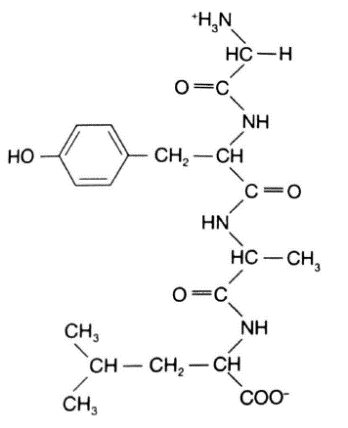 ⁺H₃N
HC–H
O=C
NH
HO–CH₂–CH
C=O
HN
HC–CH₃
O=C
NH
CH₃
CH–CH₂–CH
CH₃ COO⁻